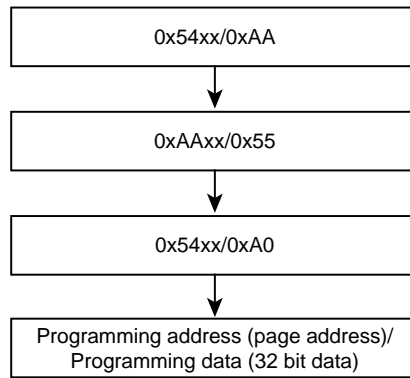 0x54xx/0xAA
0xAAxx/0x55
0x54xx/0xA0
Programming address (page address)/
Programming data (32 bit data)